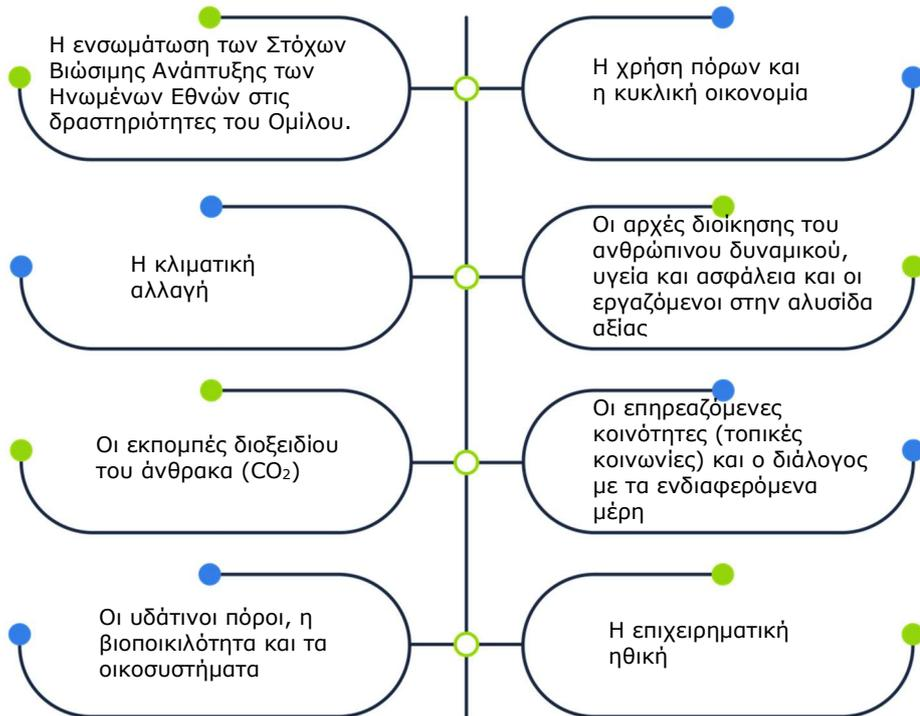 Η ενσωμάτωση των Στόχων
Βιώσιμης Ανάπτυξης των
Ηνωμένων Εθνών στις
δραστηριότητες του Ομίλου.
Η χρήση πόρων και
η κυκλική οικονομία
Η κλιματική
αλλαγή
Οι αρχές διοίκησης του
ανθρώπινου δυναμικού,
υγεία και ασφάλεια και οι
εργαζόμενοι στην αλυσίδα
αξίας
Οι εκπομπές διοξειδίου
του άνθρακα (CO₂)
Οι επηρεαζόμενες
κοινότητες (τοπικές
κοινωνίες) και ο διάλογος
με τα ενδιαφερόμενα
μέρη
Οι υδάτινοι πόροι, η
βιοποικιλότητα και τα
οικοσυστήματα
Η επιχειρηματική
ηθική